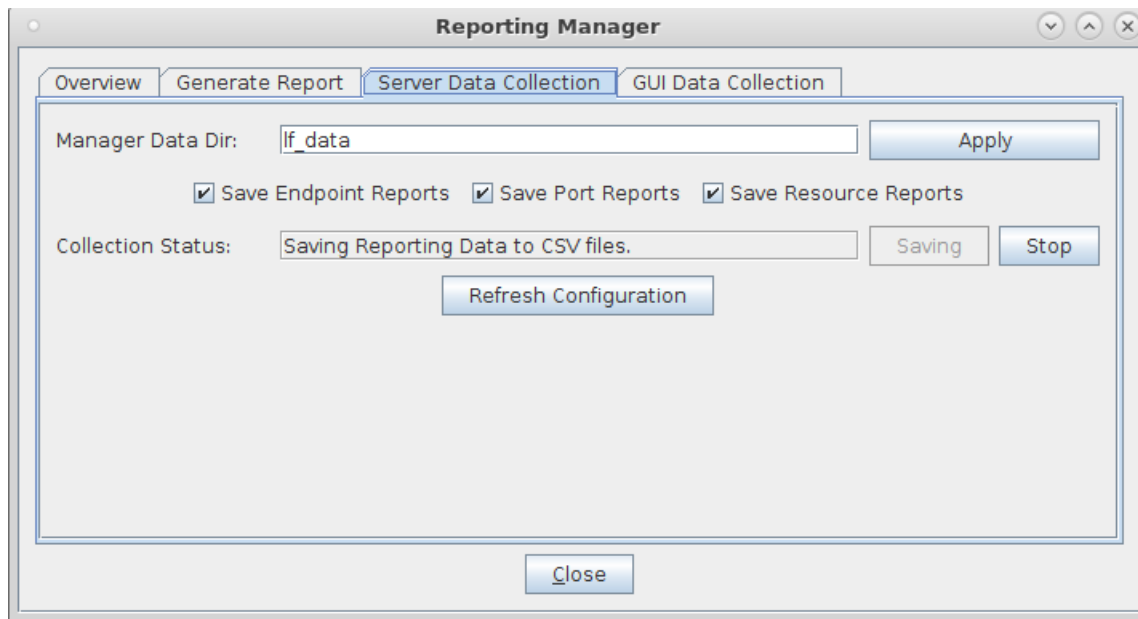 Reporting Manager
Overview Generate Report Server Data Collection GUI Data Collection
Manager Data Dir: lf_data Apply
Save Endpoint Reports Save Port Reports Save Resource Reports
Collection Status: Saving Reporting Data to CSV files. Saving Stop
Refresh Configuration
Close